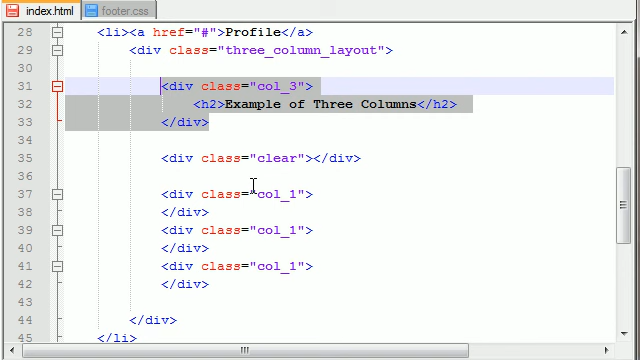 index.html footer.css
28 <li><a href="#">Profile</a>
29 <div class="three_column_layout">
30
31 <div class="col_3">
32 <h2>Example of Three Columns</h2>
33 </div>
34
35 <div class="clear"></div>
36
37 <div class="col_1">
38 </div>
39 <div class="col_1">
40 </div>
41 <div class="col_1">
42 </div>
43
44 </div>
45 </li>